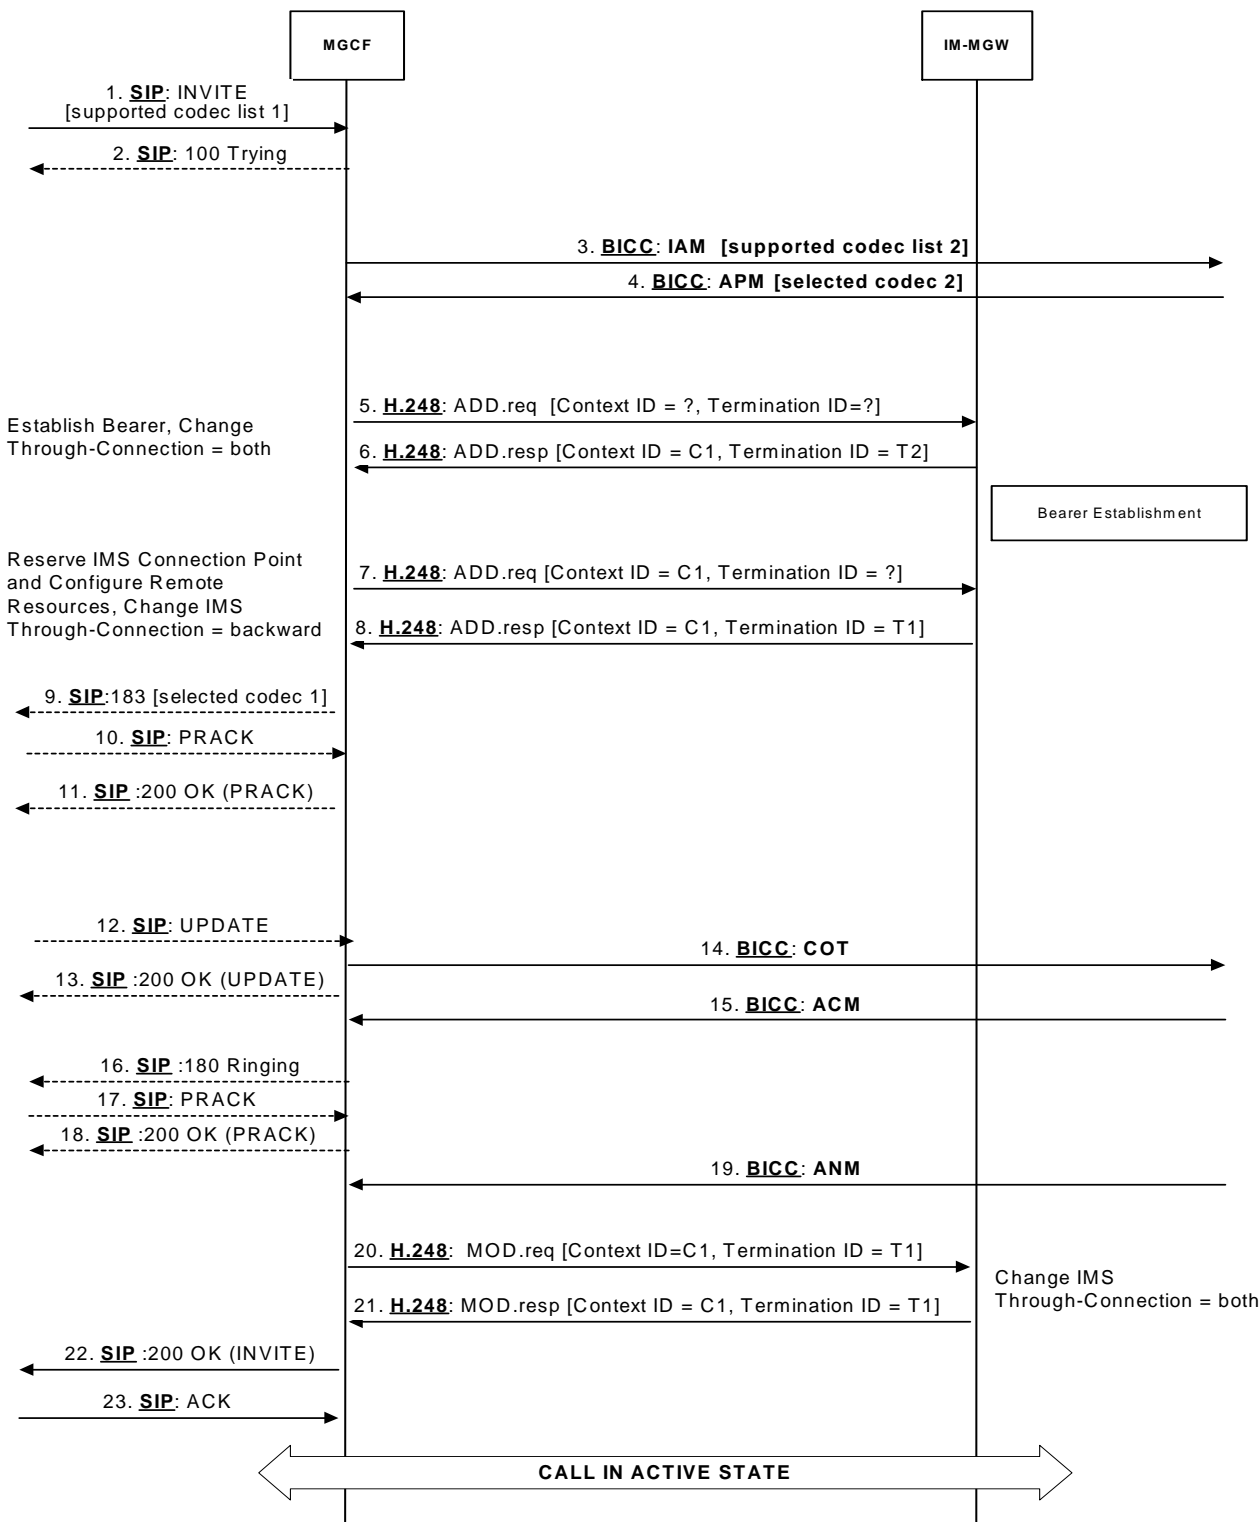 MGCF
IM-MGW
1. SIP: INVITE
[supported codec list 1]
2. SIP: 100 Trying
3. BICC: IAM [supported codec list 2]
4. BICC: APM [selected codec 2]
5. H.248: ADD.req [Context ID = ?, Termination ID=?]
Establish Bearer, Change
Through-Connection = both
6. H.248: ADD.resp [Context ID = C1, Termination ID = T2]
Bearer Establishment
Reserve IMS Connection Point
and Configure Remote
Resources, Change IMS
Through-Connection = backward
7. H.248: ADD.req [Context ID = C1, Termination ID = ?]
8. H.248: ADD.resp [Context ID = C1, Termination ID = T1]
9. SIP:183 [selected codec 1]
10. SIP: PRACK
11. SIP :200 OK (PRACK)
12. SIP: UPDATE
14. BICC: COT
13. SIP :200 OK (UPDATE)
15. BICC: ACM
16. SIP :180 Ringing
17. SIP: PRACK
18. SIP :200 OK (PRACK)
19. BICC: ANM
20. H.248: MOD.req [Context ID=C1, Termination ID = T1]
Change IMS
Through-Connection = both
21. H.248: MOD.resp [Context ID = C1, Termination ID = T1]
22. SIP :200 OK (INVITE)
23. SIP: ACK
CALL IN ACTIVE STATE